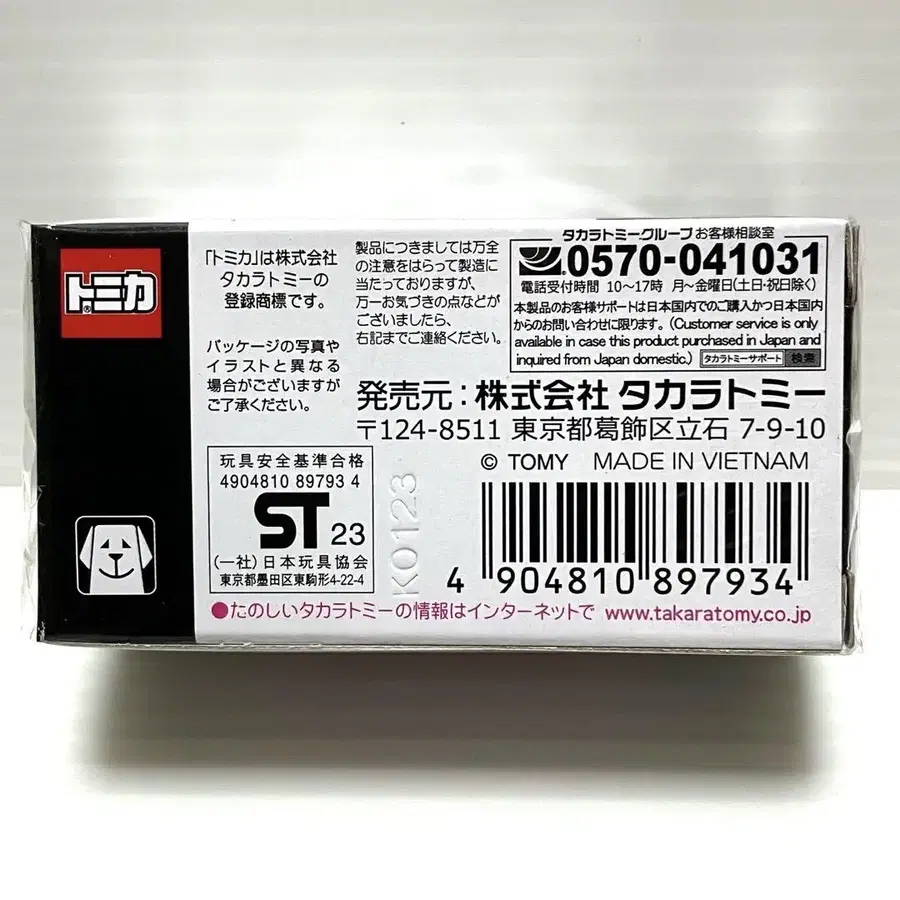 トミカ®
「トミカ」は株式会社
タカラトミーの
登録商標です。
パッケージの写真や
イラストと異なる
場合がございますが
ご了承ください。
製品につきましては万全
の注意をはらって製造に
当たっておりますが、
万一お気づきの点などが
ございましたら、
右記までご連絡ください。
タカラトミーグループお客様相談室
0570-041031
電話受付時間 10〜17時 月〜金曜日(土・祝日除く)
本製品のお客様サポートは日本国内でのご購入かつ日本国内
からのお問い合わせに限ります。(Customer service is only
available in case this product purchased in Japan and
inquired from Japan domestic.) タカラトミーサポート 検索
発売元:株式会社 タカラトミー
〒124-8511 東京都葛飾区立石 7-9-10
© TOMY MADE IN VIETNAM
玩具安全基準合格
4904810 89793 4
ST 23
(一社)日本玩具協会
東京都墨田区東駒形4-22-4
K0123
4 904810 897934
●たのしいタカラトミーの情報はインターネットで www.takaratomy.co.jp